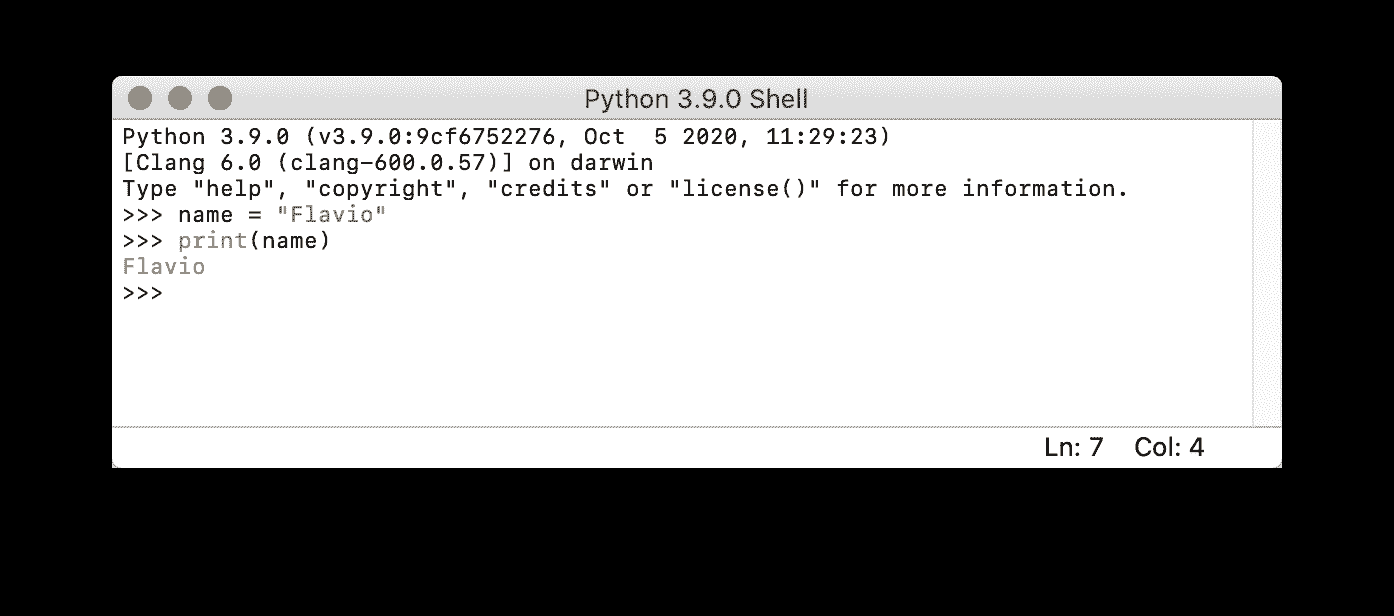 Python 3.9.0 Shell
Python 3.9.0 (v3.9.0:9cf6752276, Oct  5 2020, 11:29:23)
[Clang 6.0 (clang-600.0.57)] on darwin
Type "help", "copyright", "credits" or "license()" for more information.
>>> name = "Flavio"
>>> print(name)
Flavio
>>>
Ln: 7  Col: 4